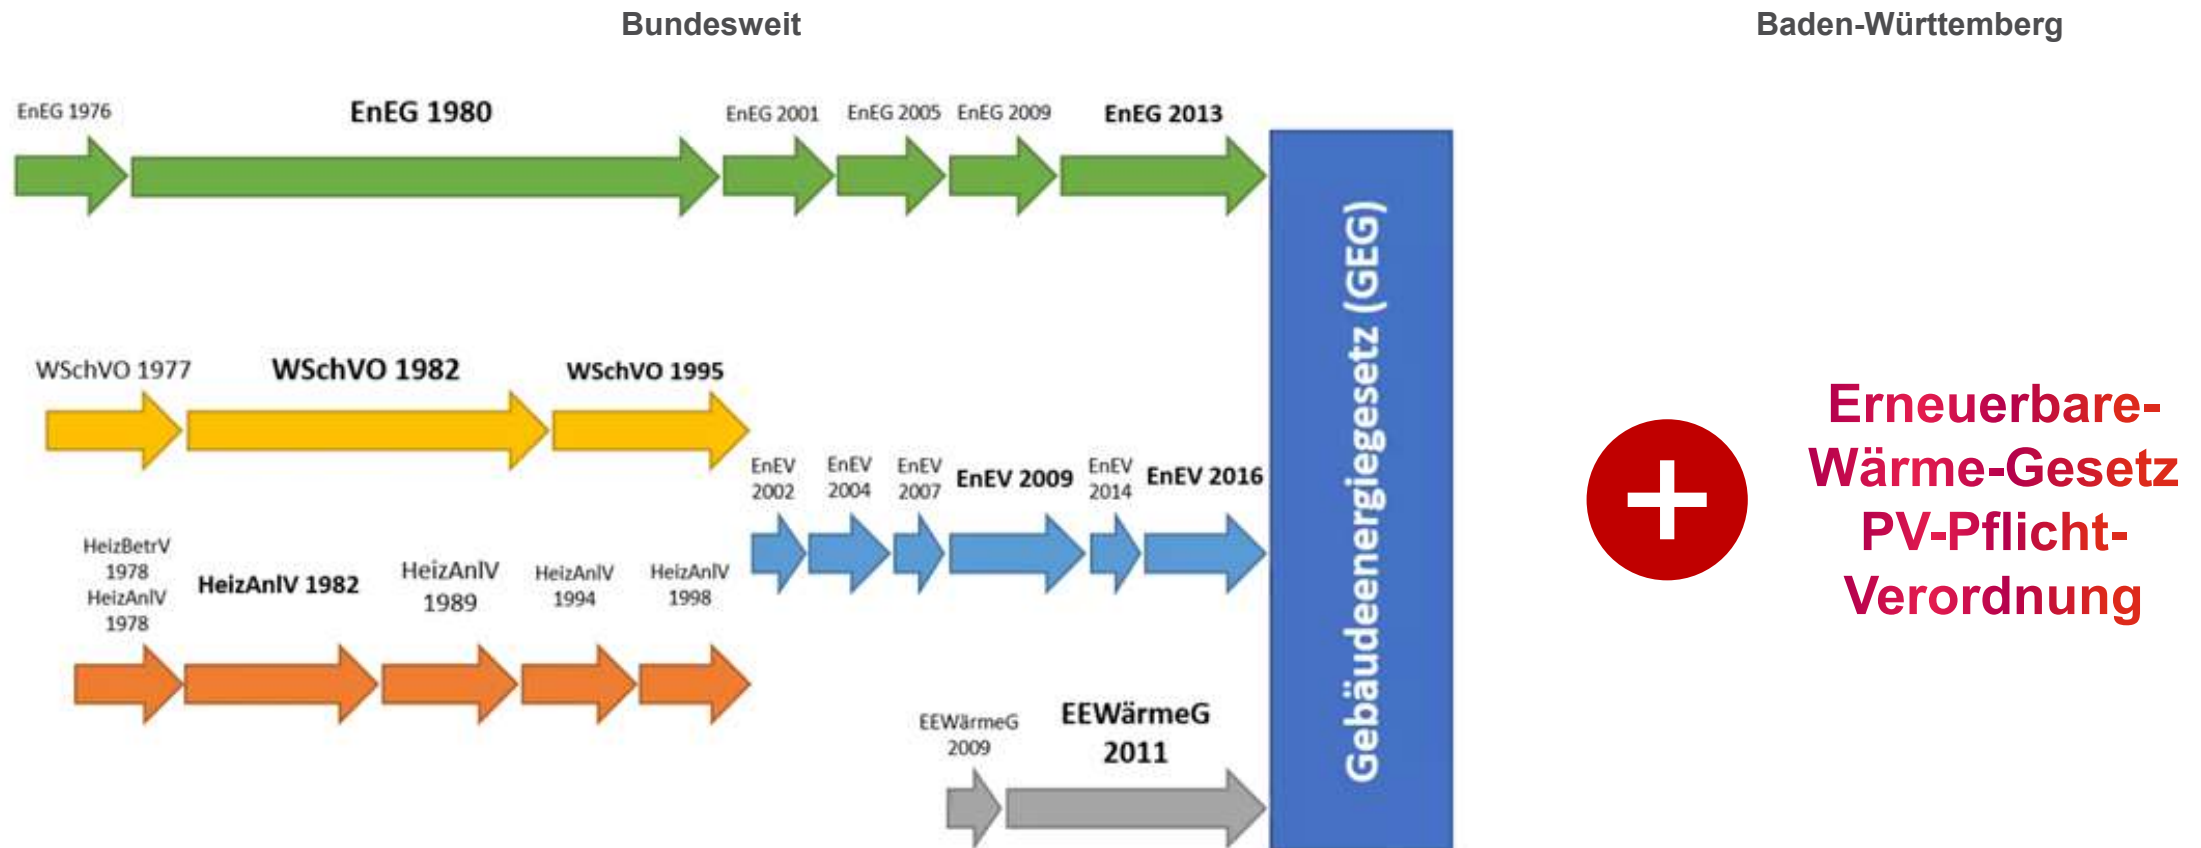 Bundesweit
Baden-Württemberg
EnEG 1976
EnEG 1980
EnEG 2001
EnEG 2005
EnEG 2009
EnEG 2013
WSchVO 1977
WSchVO 1982
WSchVO 1995
EnEV
2002
EnEV
2004
EnEV
2007
EnEV 2009
EnEV
2014
EnEV 2016
HeizBetrV
1978
HeizAnlV
1978
HeizAnlV 1982
HeizAnlV
1989
HeizAnlV
1994
HeizAnlV
1998
EEWärmeG
2009
EEWärmeG
2011
Gebäudeenergiegesetz (GEG)
+
Erneuerbare-
Wärme-Gesetz
PV-Pflicht-
Verordnung